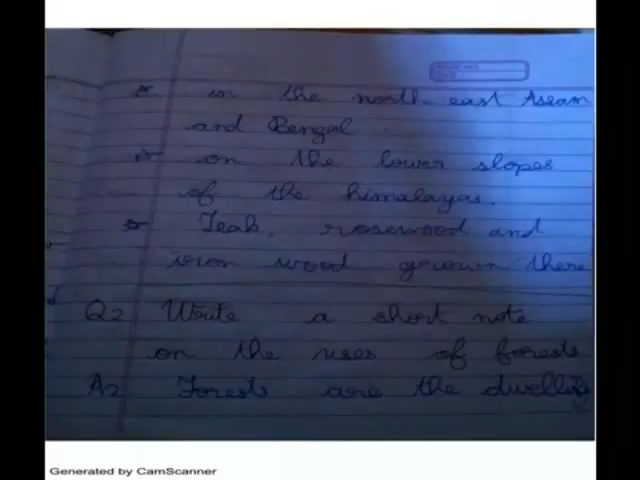 ☆ in the north east Assam
and Bengal.
☆ on the lower slopes
of the himalayas.
☆ Teak, rosewood and
iron wood grown there
Q2 Write a short note
on the uses of forests
A2 Forests are the dwelling
Generated by CamScanner